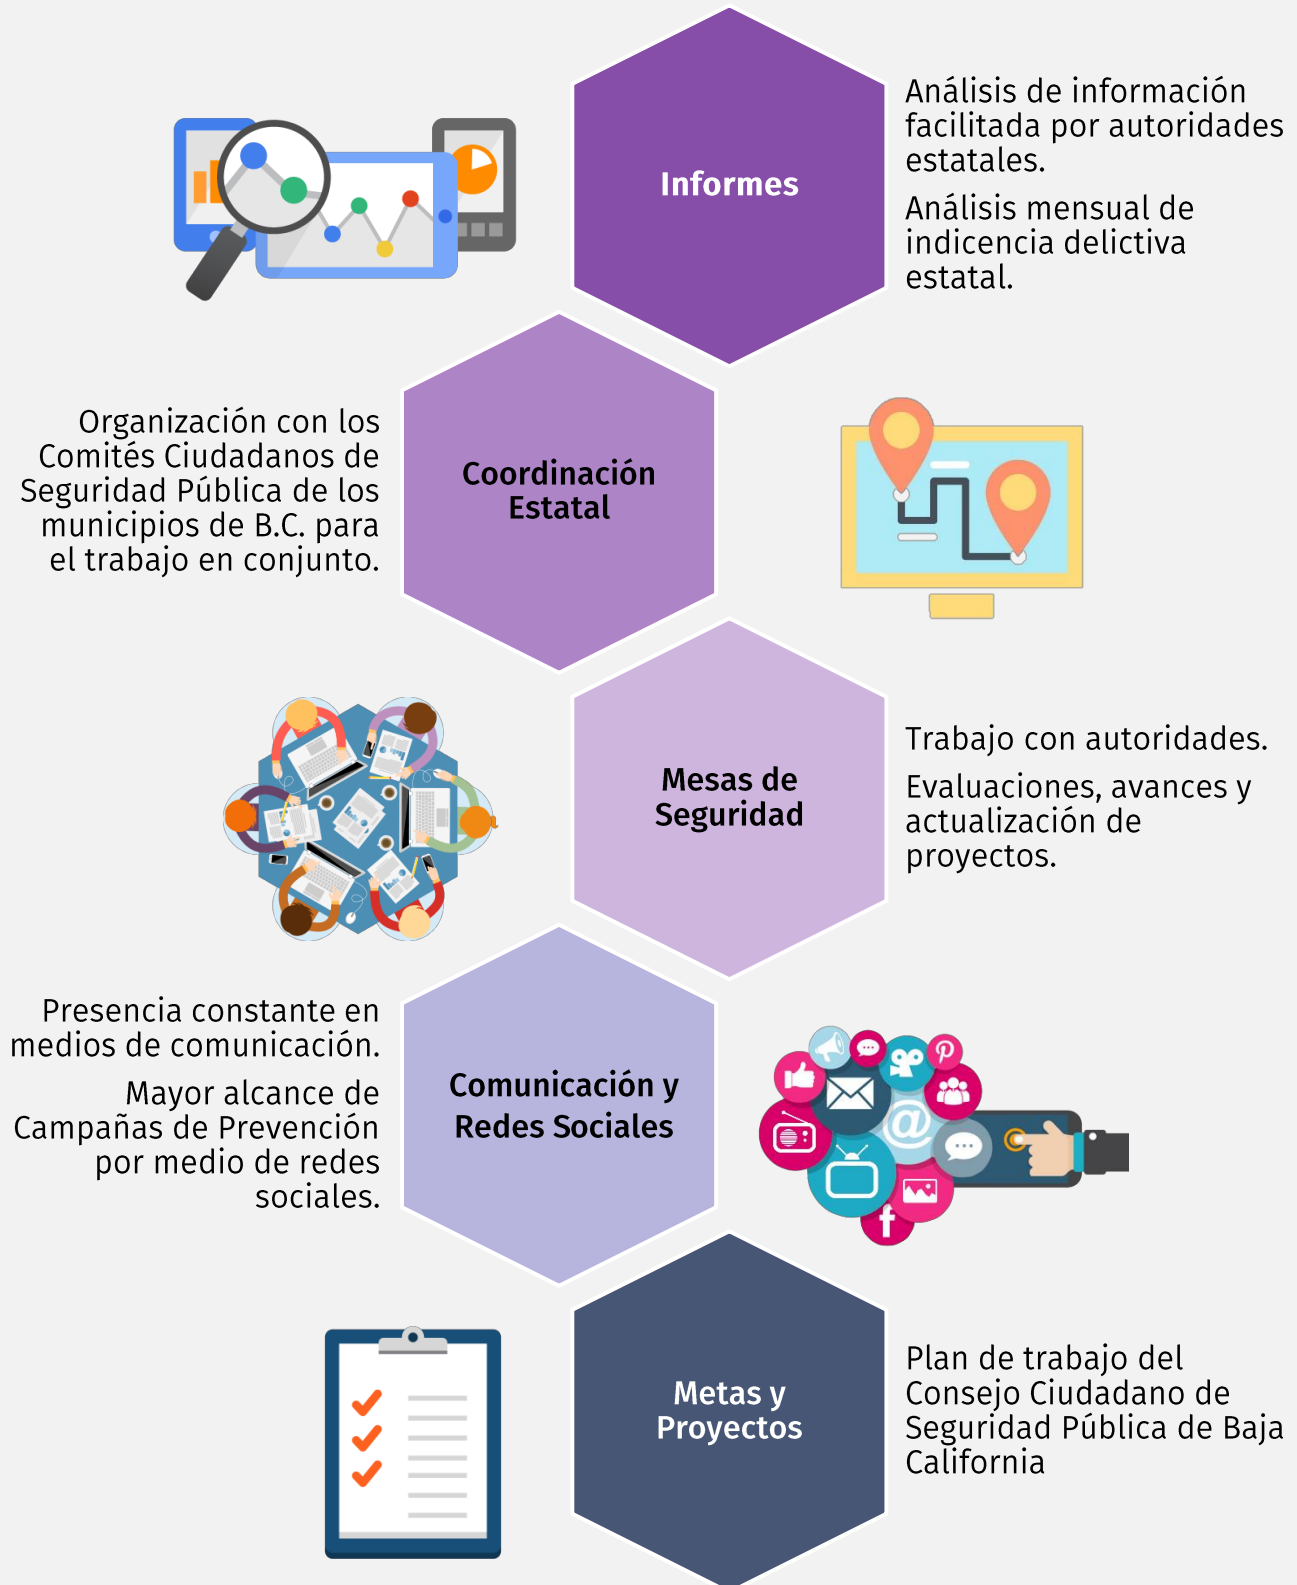 Informes
Análisis de información
facilitada por autoridades
estatales.
Análisis mensual de
indicencia delictiva
estatal.
Organización con los
Comités Ciudadanos de
Seguridad Pública de los
municipios de B.C. para
el trabajo en conjunto.
Coordinación
Estatal
Mesas de
Seguridad
Trabajo con autoridades.
Evaluaciones, avances y
actualización de
proyectos.
Presencia constante en
medios de comunicación.
Mayor alcance de
Campañas de Prevención
por medio de redes
sociales.
Comunicación y
Redes Sociales
Metas y
Proyectos
Plan de trabajo del
Consejo Ciudadano de
Seguridad Pública de Baja
California